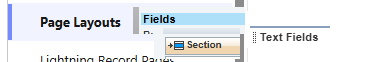 Page Layouts
Fields
Section
Text Fields
Lightning Record Pages